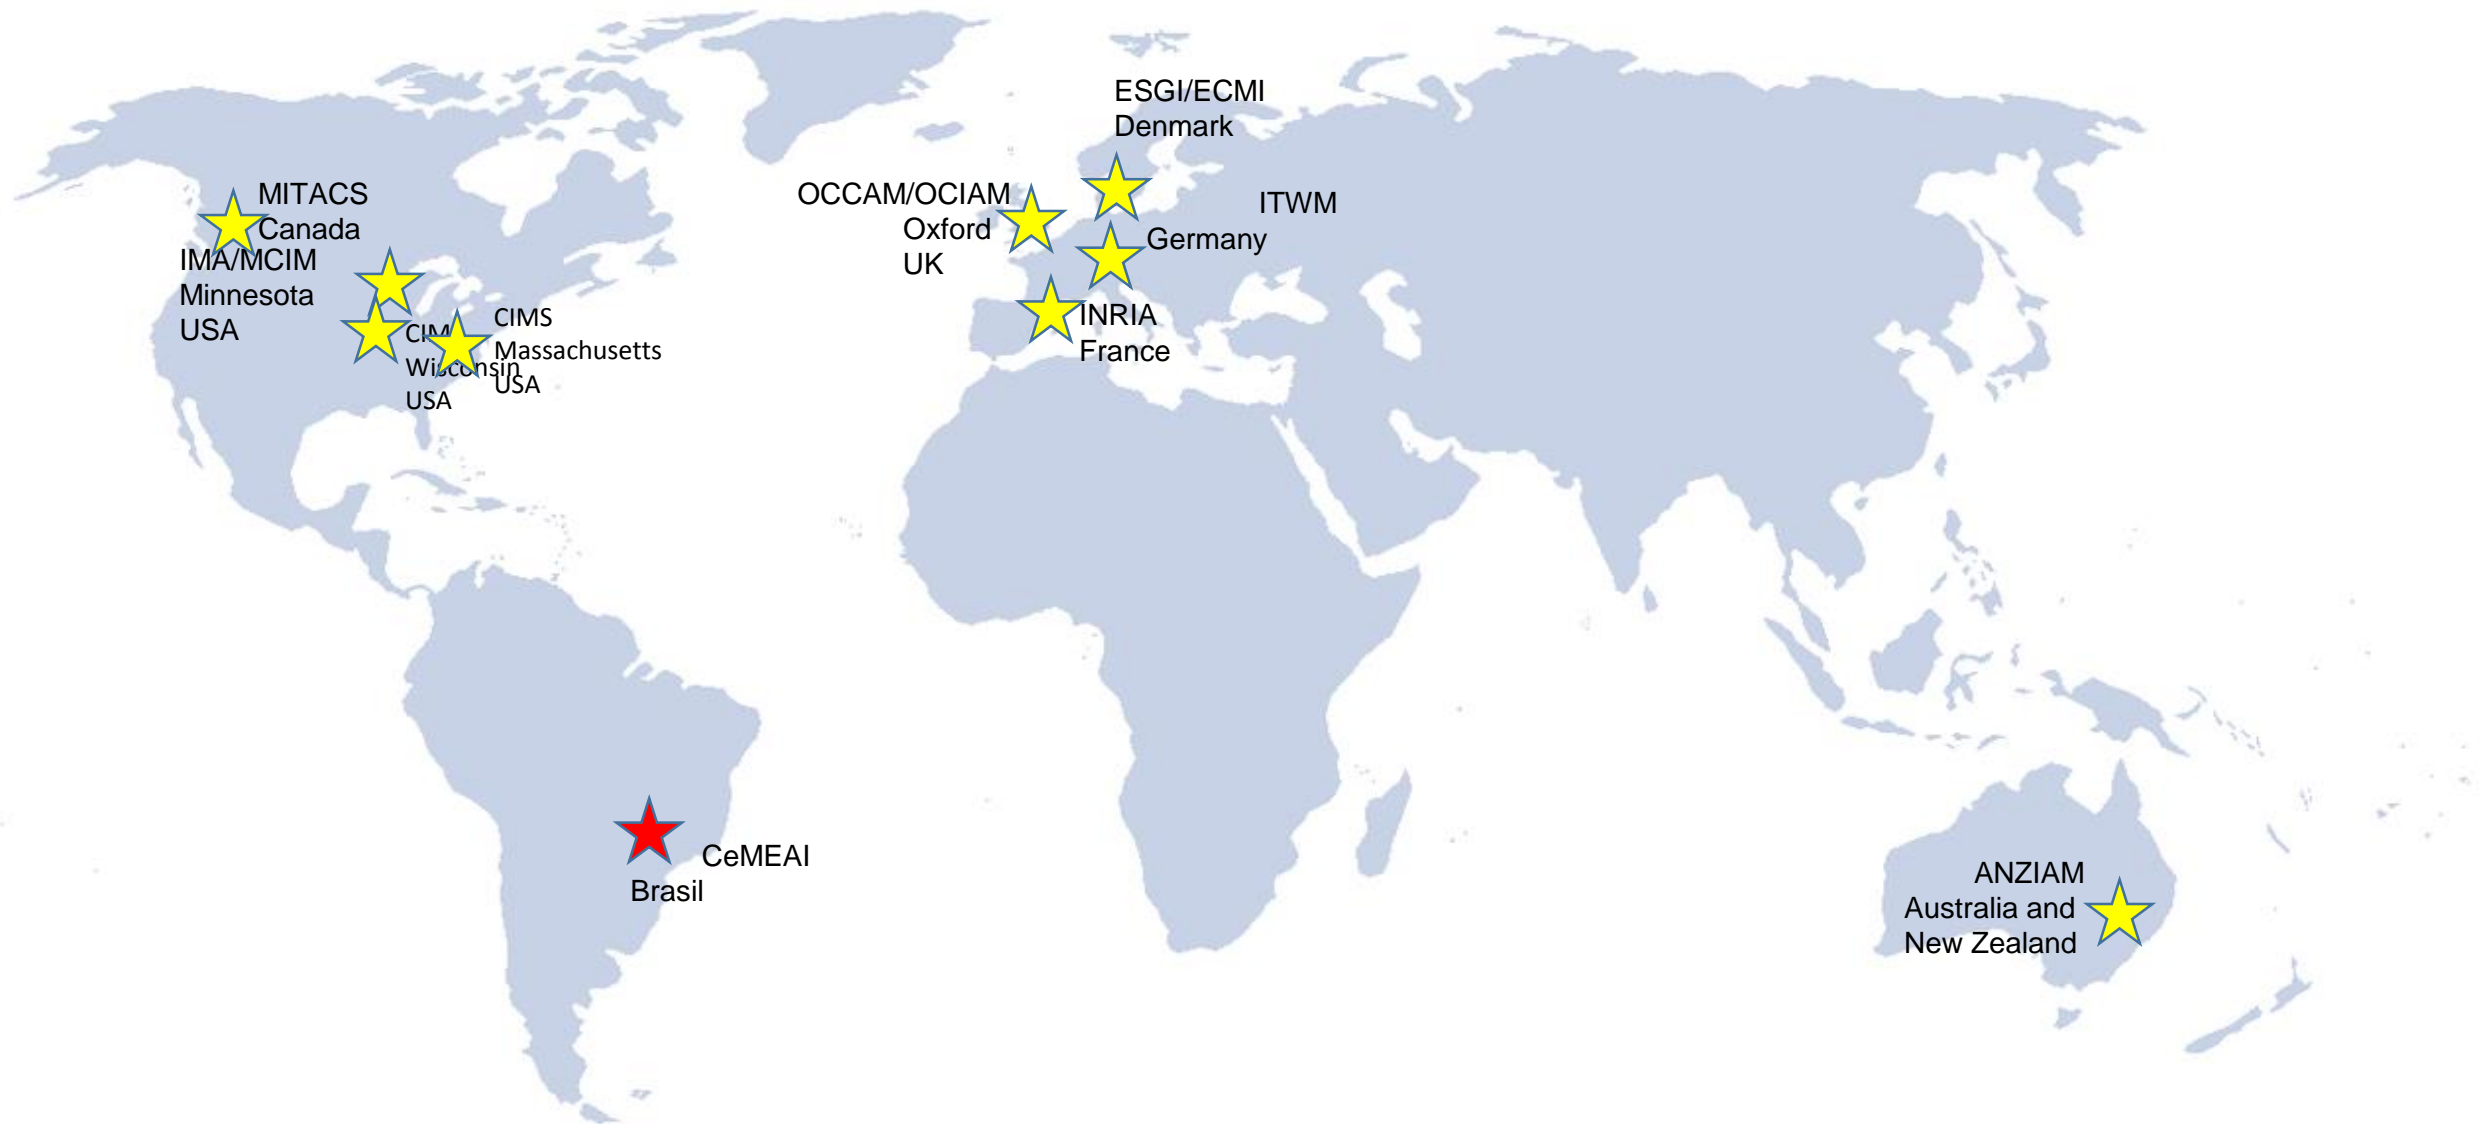 ESGI/ECMI
Denmark
MITACS
Canada
OCCAM/OCIAM
Oxford
UK
ITWM
Germany
IMA/MCIM
Minnesota
USA
CIMS
Massachusetts
USA
Wisconsin
USA
INRIA
France
CeMEAI
Brasil
ANZIAM
Australia and
New Zealand